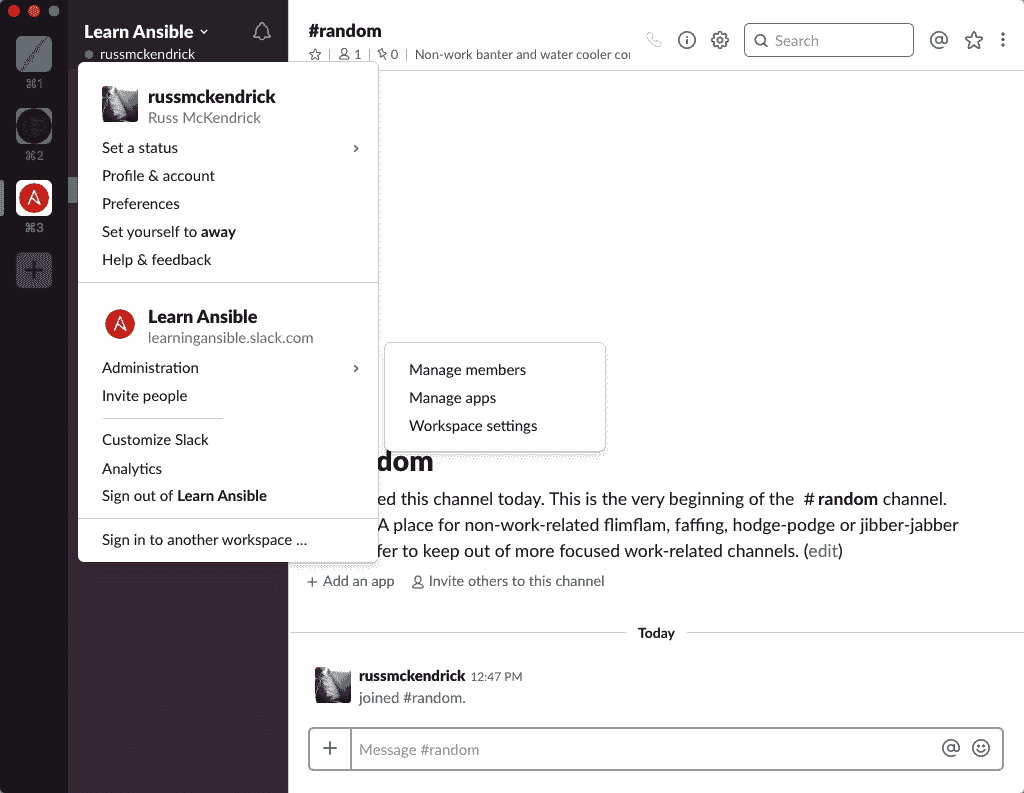 ⌘1
⌘2
⌘3
Learn Ansible
russmckendrick
russmckendrick
Russ McKendrick
Set a status
Profile & account
Preferences
Set yourself to away
Help & feedback
Learn Ansible
learningansible.slack.com
Administration
Invite people
Customize Slack
Analytics
Sign out of Learn Ansible
Sign in to another workspace ...
Manage members
Manage apps
Workspace settings
#random
1 | 0 | Non-work banter and water cooler co
Search
dom
ed this channel today. This is the very beginning of the # random channel.
A place for non-work-related flimflam, faffing, hodge-podge or jibber-jabber
fer to keep out of more focused work-related channels. (edit)
+ Add an app Invite others to this channel
Today
russmckendrick 12:47 PM
joined #random.
+ Message #random @